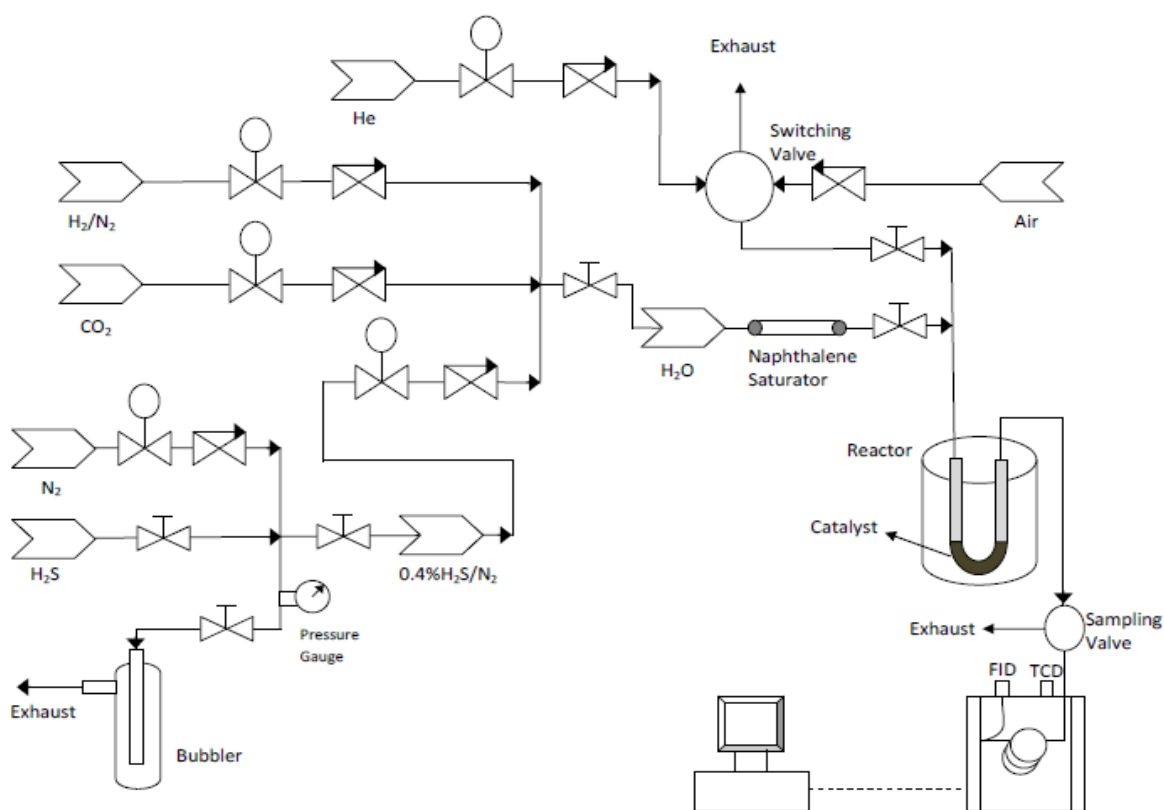 Exhaust
He
Switching
Valve
H₂/N₂
Air
CO₂
H₂O
Naphthalene
Saturator
N₂
Reactor
Catalyst
H₂S
0.4%H₂S/N₂
Pressure
Gauge
Exhaust
Sampling
Valve
FID
TCD
Exhaust
Bubbler